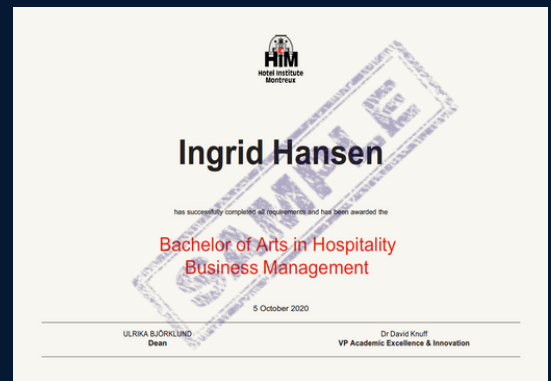 HiM
Hotel Institute
Montreux
Ingrid Hansen
has successfully completed all requirements and has been awarded the
Bachelor of Arts in Hospitality
Business Management
SAMPLE
5 October 2020
ULRIKA BJÖRKLUND
Dean
Dr David Knuff
VP Academic Excellence & Innovation